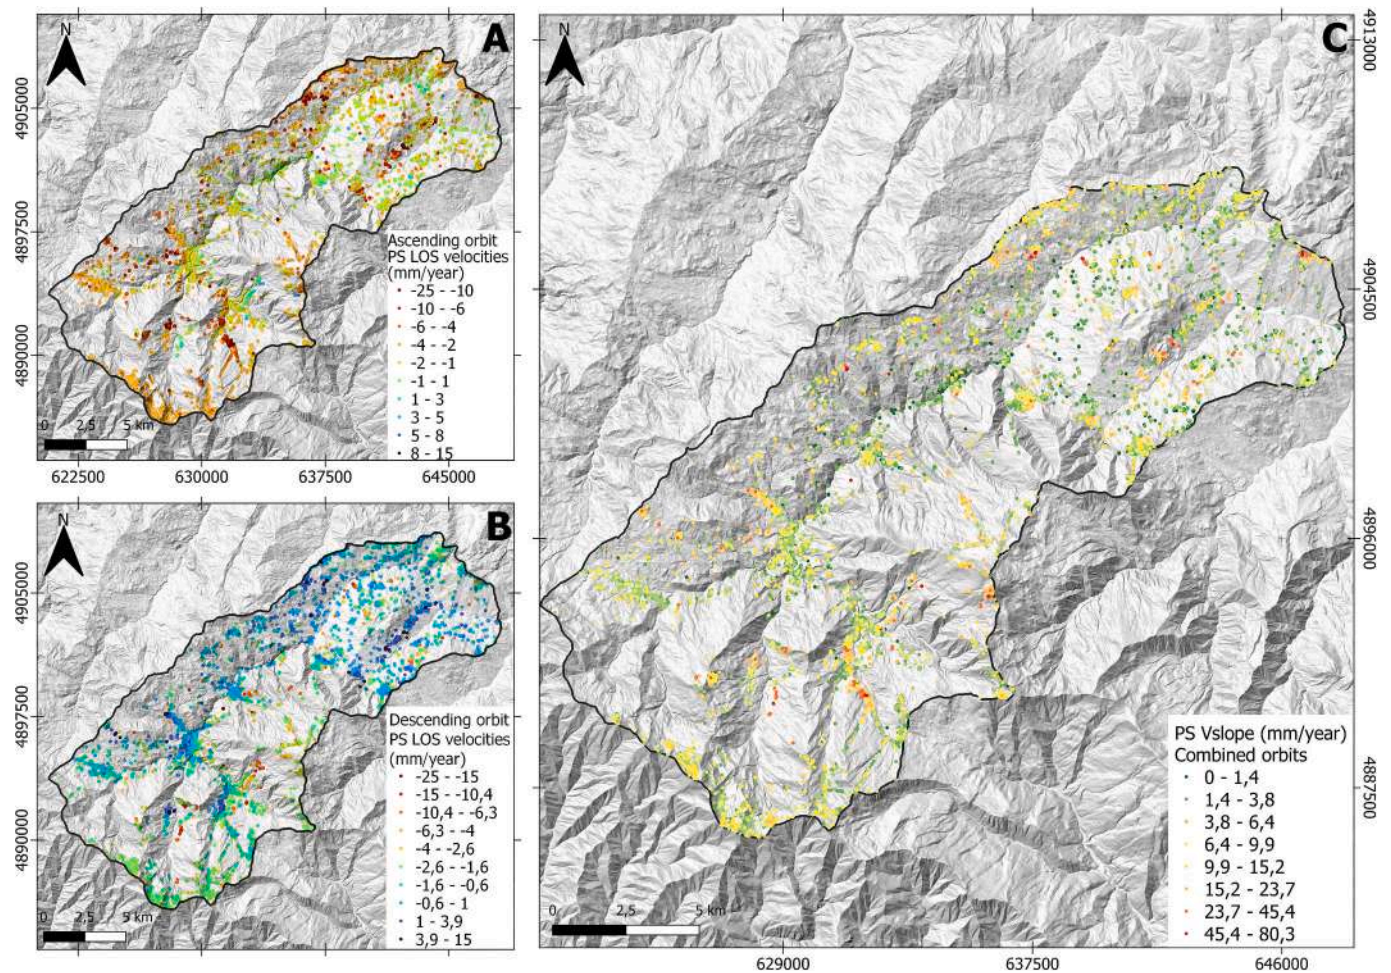 N
A
4905000
4897500
4890000
Ascending orbit
PS LOS velocities
(mm/year)
-25 - -10
-10 - -6
-6 - -4
-4 - -2
-2 - -1
-1 - 1
1 - 3
3 - 5
5 - 8
8 - 15
0 2,5 5 km
622500 630000 637500 645000
N
B
4905000
4897500
4890000
Descending orbit
PS LOS velocities
(mm/year)
-25 - -15
-15 - -10,4
-10,4 - -6,3
-6,3 - -4
-4 - -2,6
-2,6 - -1,6
-1,6 - -0,6
-0,6 - 1
1 - 3,9
3,9 - 15
0 2,5 5 km
N
C
4913000
4904500
4896000
4887500
PS Vslope (mm/year)
Combined orbits
0 - 1,4
1,4 - 3,8
3,8 - 6,4
6,4 - 9,9
9,9 - 15,2
15,2 - 23,7
23,7 - 45,4
45,4 - 80,3
0 2,5 5 km
629000 637500 646000